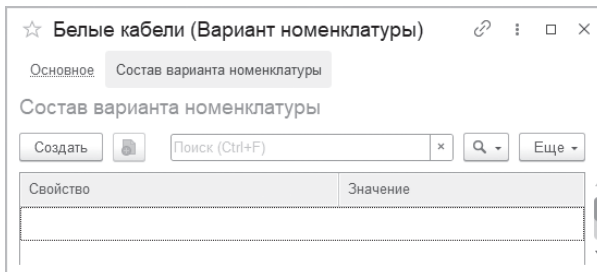 Белые кабели (Вариант номенклатуры)
Основное Состав варианта номенклатуры
Состав варианта номенклатуры
Создать Поиск (Ctrl+F) × Еще
Свойство Значение